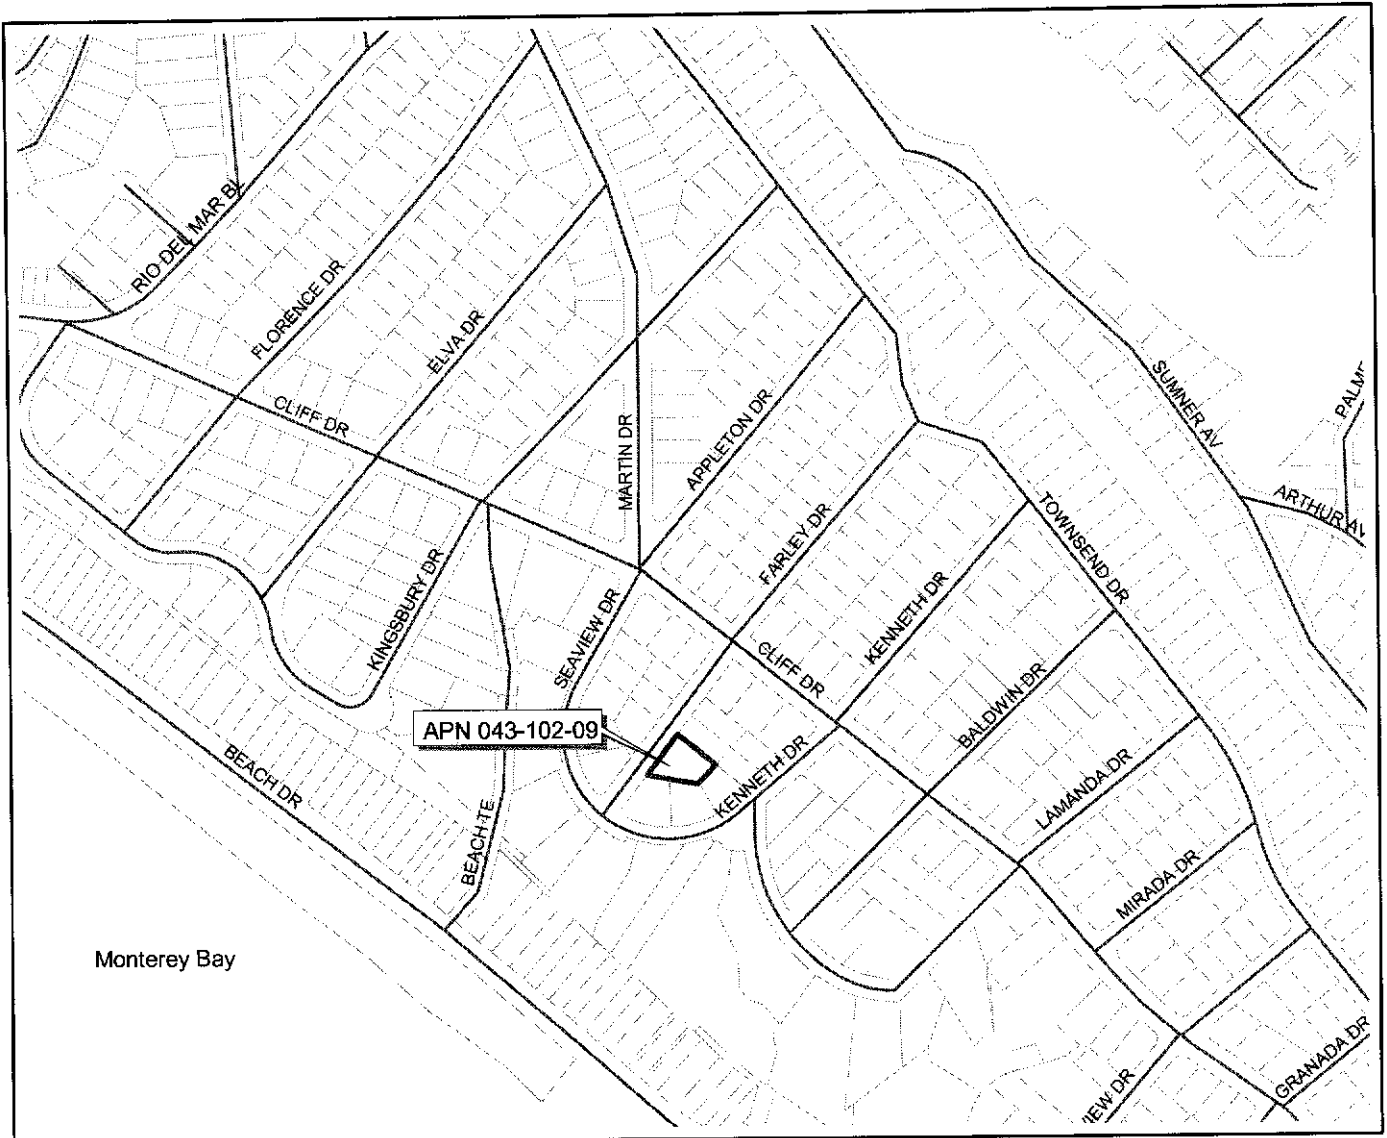 RIO DEL MAR BL
FLORENCE DR
ELVA DR
CLIFF DR
MARTIN DR
APPLETON DR
SUMNER AV
ARTHUR AV
FARLEY DR
TOWNSEND DR
KINGSBURY DR
SEAVIEW DR
KENNETH DR
CLIFF DR
BALDWIN DR
APN 043-102-09
BEACH DR
KENNETH DR
LAMANDA DR
BEACH TE
MIRADA DR
Monterey Bay
GRANADA DR